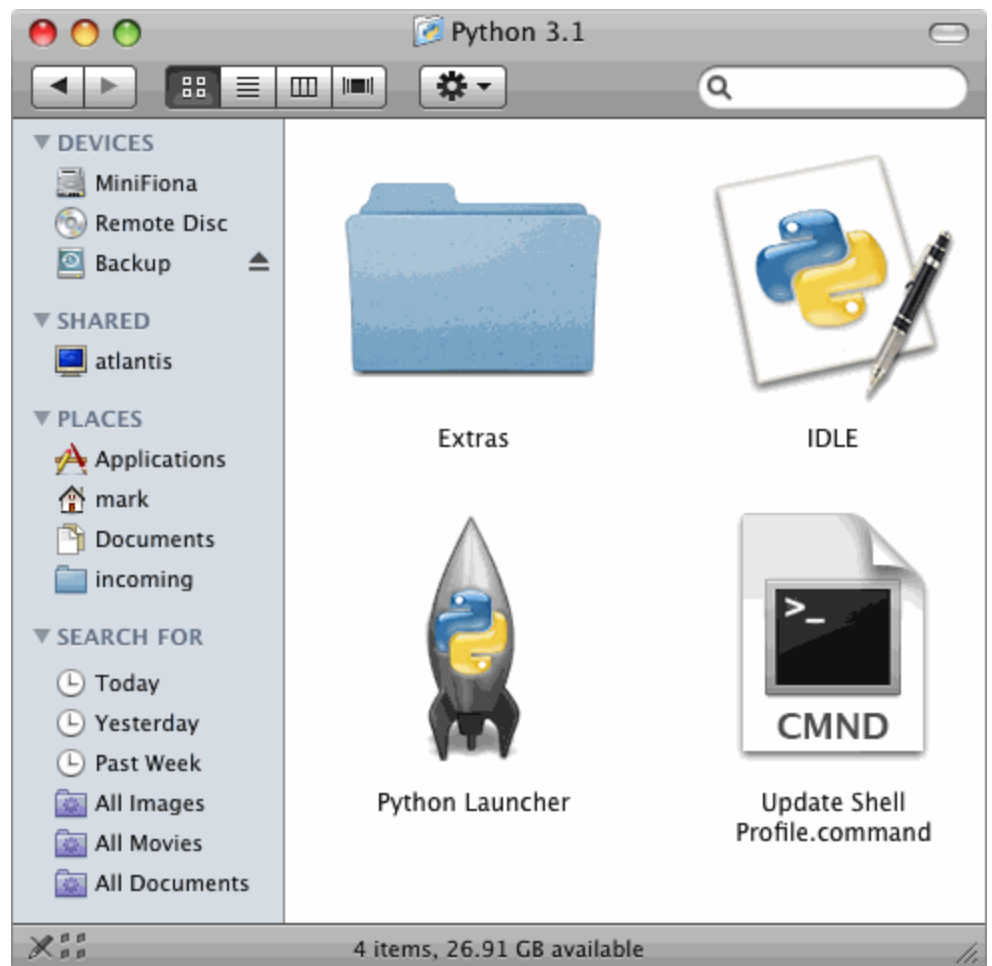 Python 3.1
DEVICES
MiniFiona
Remote Disc
Backup
SHARED
atlantis
PLACES
Applications
mark
Documents
incoming
SEARCH FOR
Today
Yesterday
Past Week
All Images
All Movies
All Documents
Extras
IDLE
Python Launcher
>_
CMND
Update Shell
Profile.command
4 items, 26.91 GB available